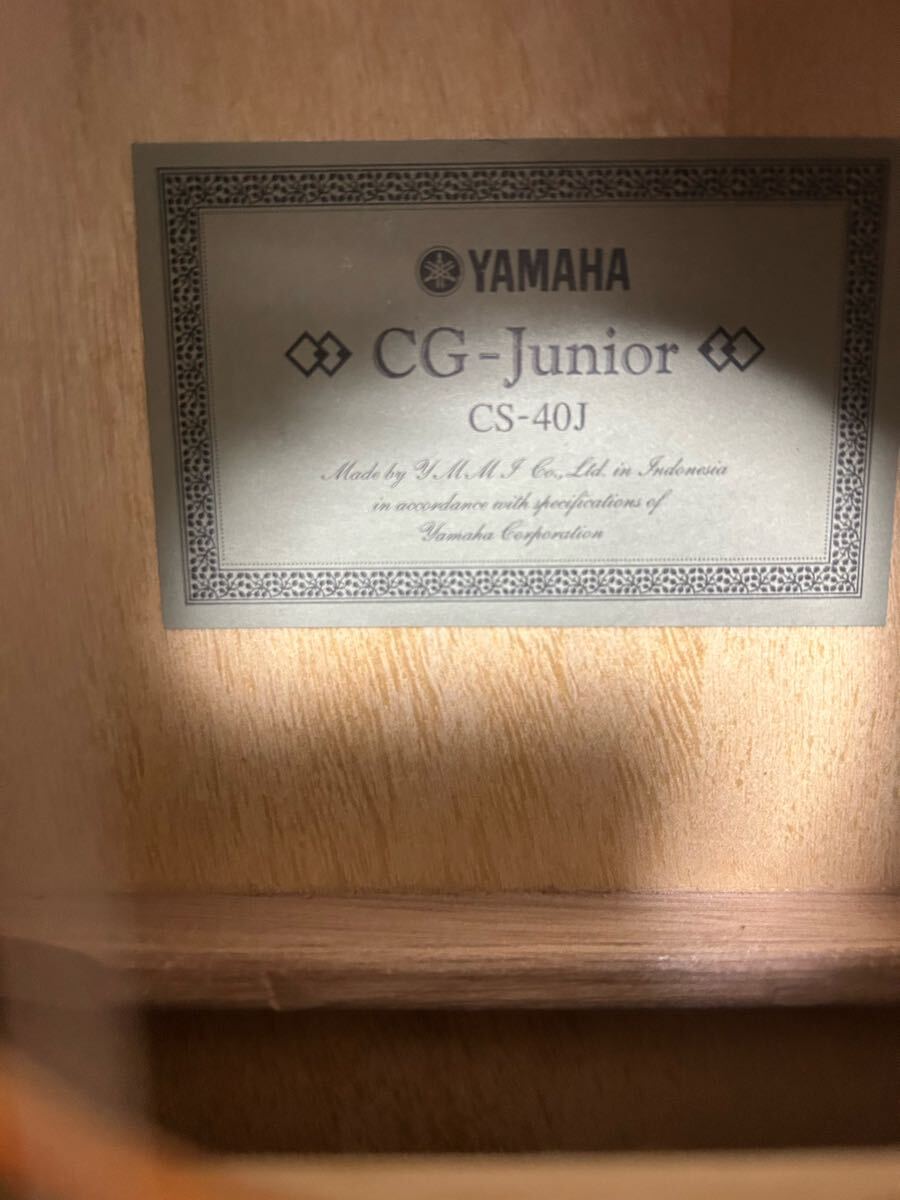 YAMAHA
CG-Junior
CS-40J
Made by YMMI Co., Ltd. in Indonesia
in accordance with specifications of
Yamaha Corporation